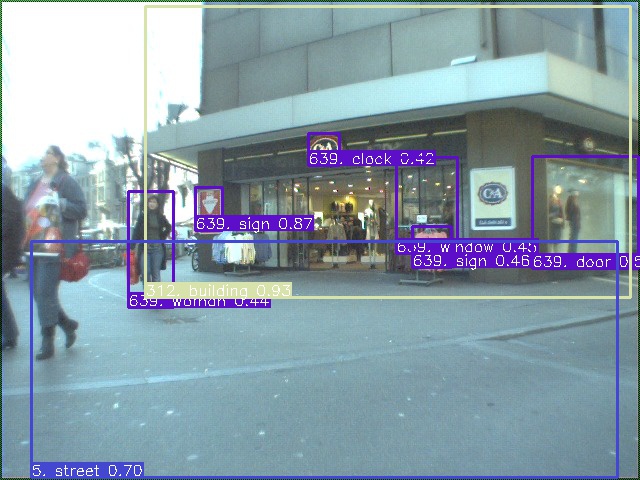 C&A
639. clock 0.42
639. sign 0.87
C&A
639. window 0.45
639. sign 0.46
639. door 0.5
312. building 0.93
639. woman 0.44
5. street 0.70